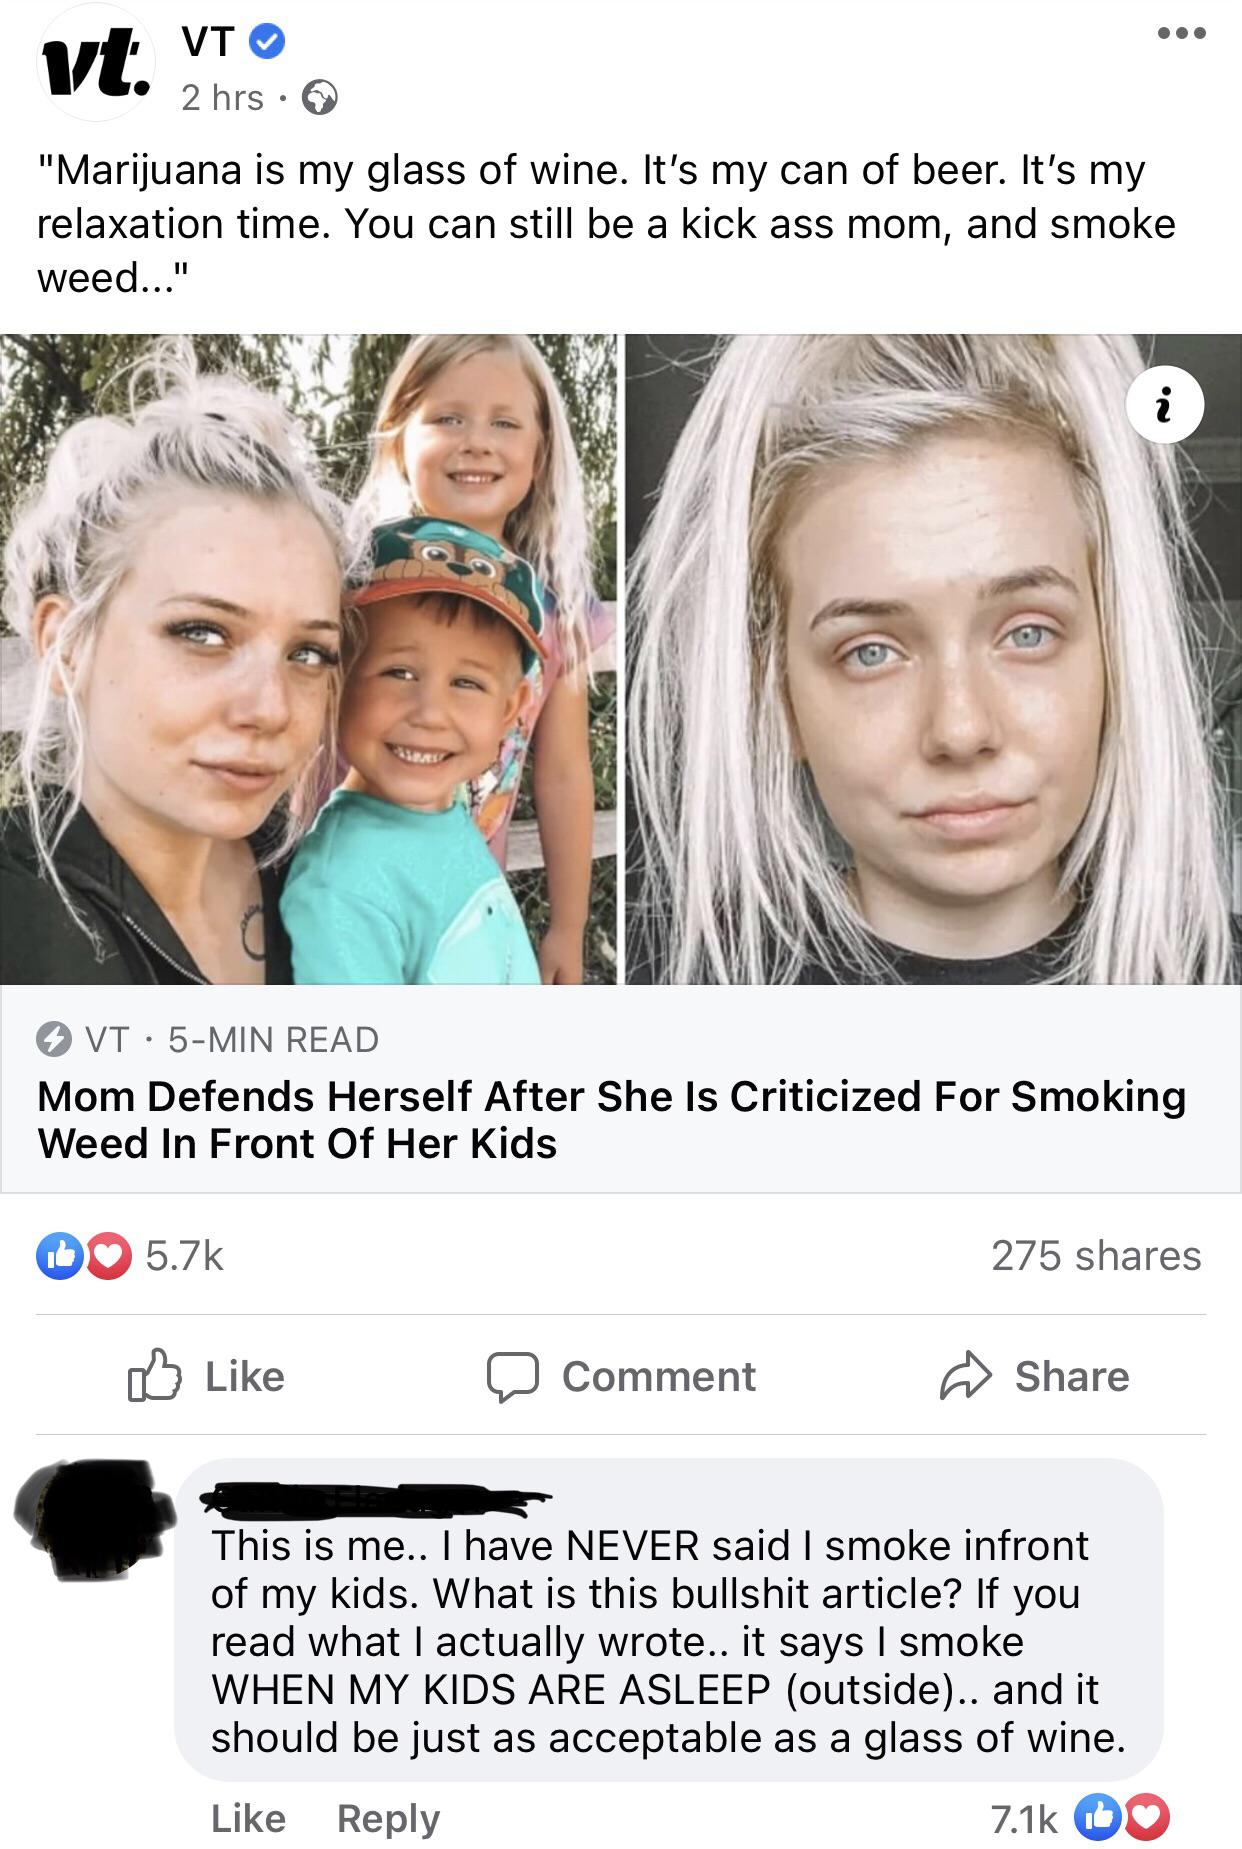 vt.
VT
2 hrs ·
"Marijuana is my glass of wine. It’s my can of beer. It’s my
relaxation time. You can still be a kick ass mom, and smoke
weed..."
i
VT · 5-MIN READ
Mom Defends Herself After She Is Criticized For Smoking
Weed In Front Of Her Kids
5.7k
275 shares
Like
Comment
Share
This is me.. I have NEVER said I smoke infront
of my kids. What is this bullshit article? If you
read what I actually wrote.. it says I smoke
WHEN MY KIDS ARE ASLEEP (outside).. and it
should be just as acceptable as a glass of wine.
Like Reply
7.1k